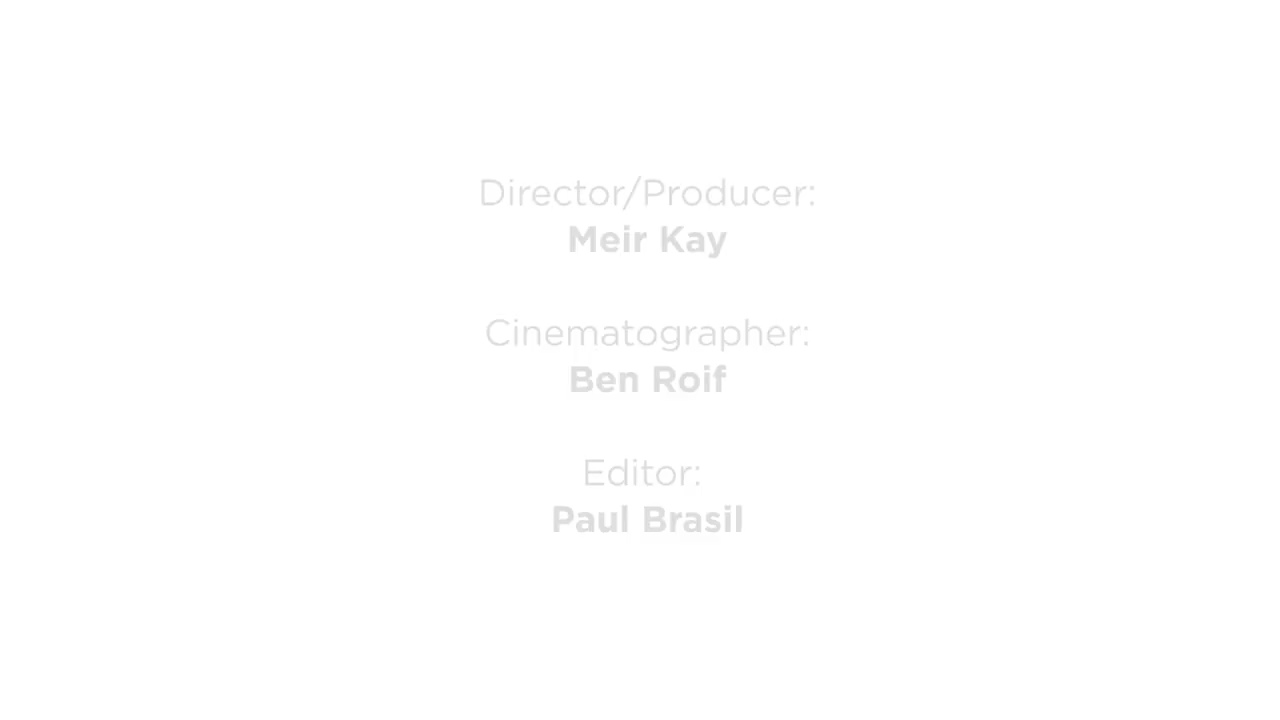 Director/Producer:
Meir Kay
Cinematographer:
Ben Roif
Editor:
Paul Brasil